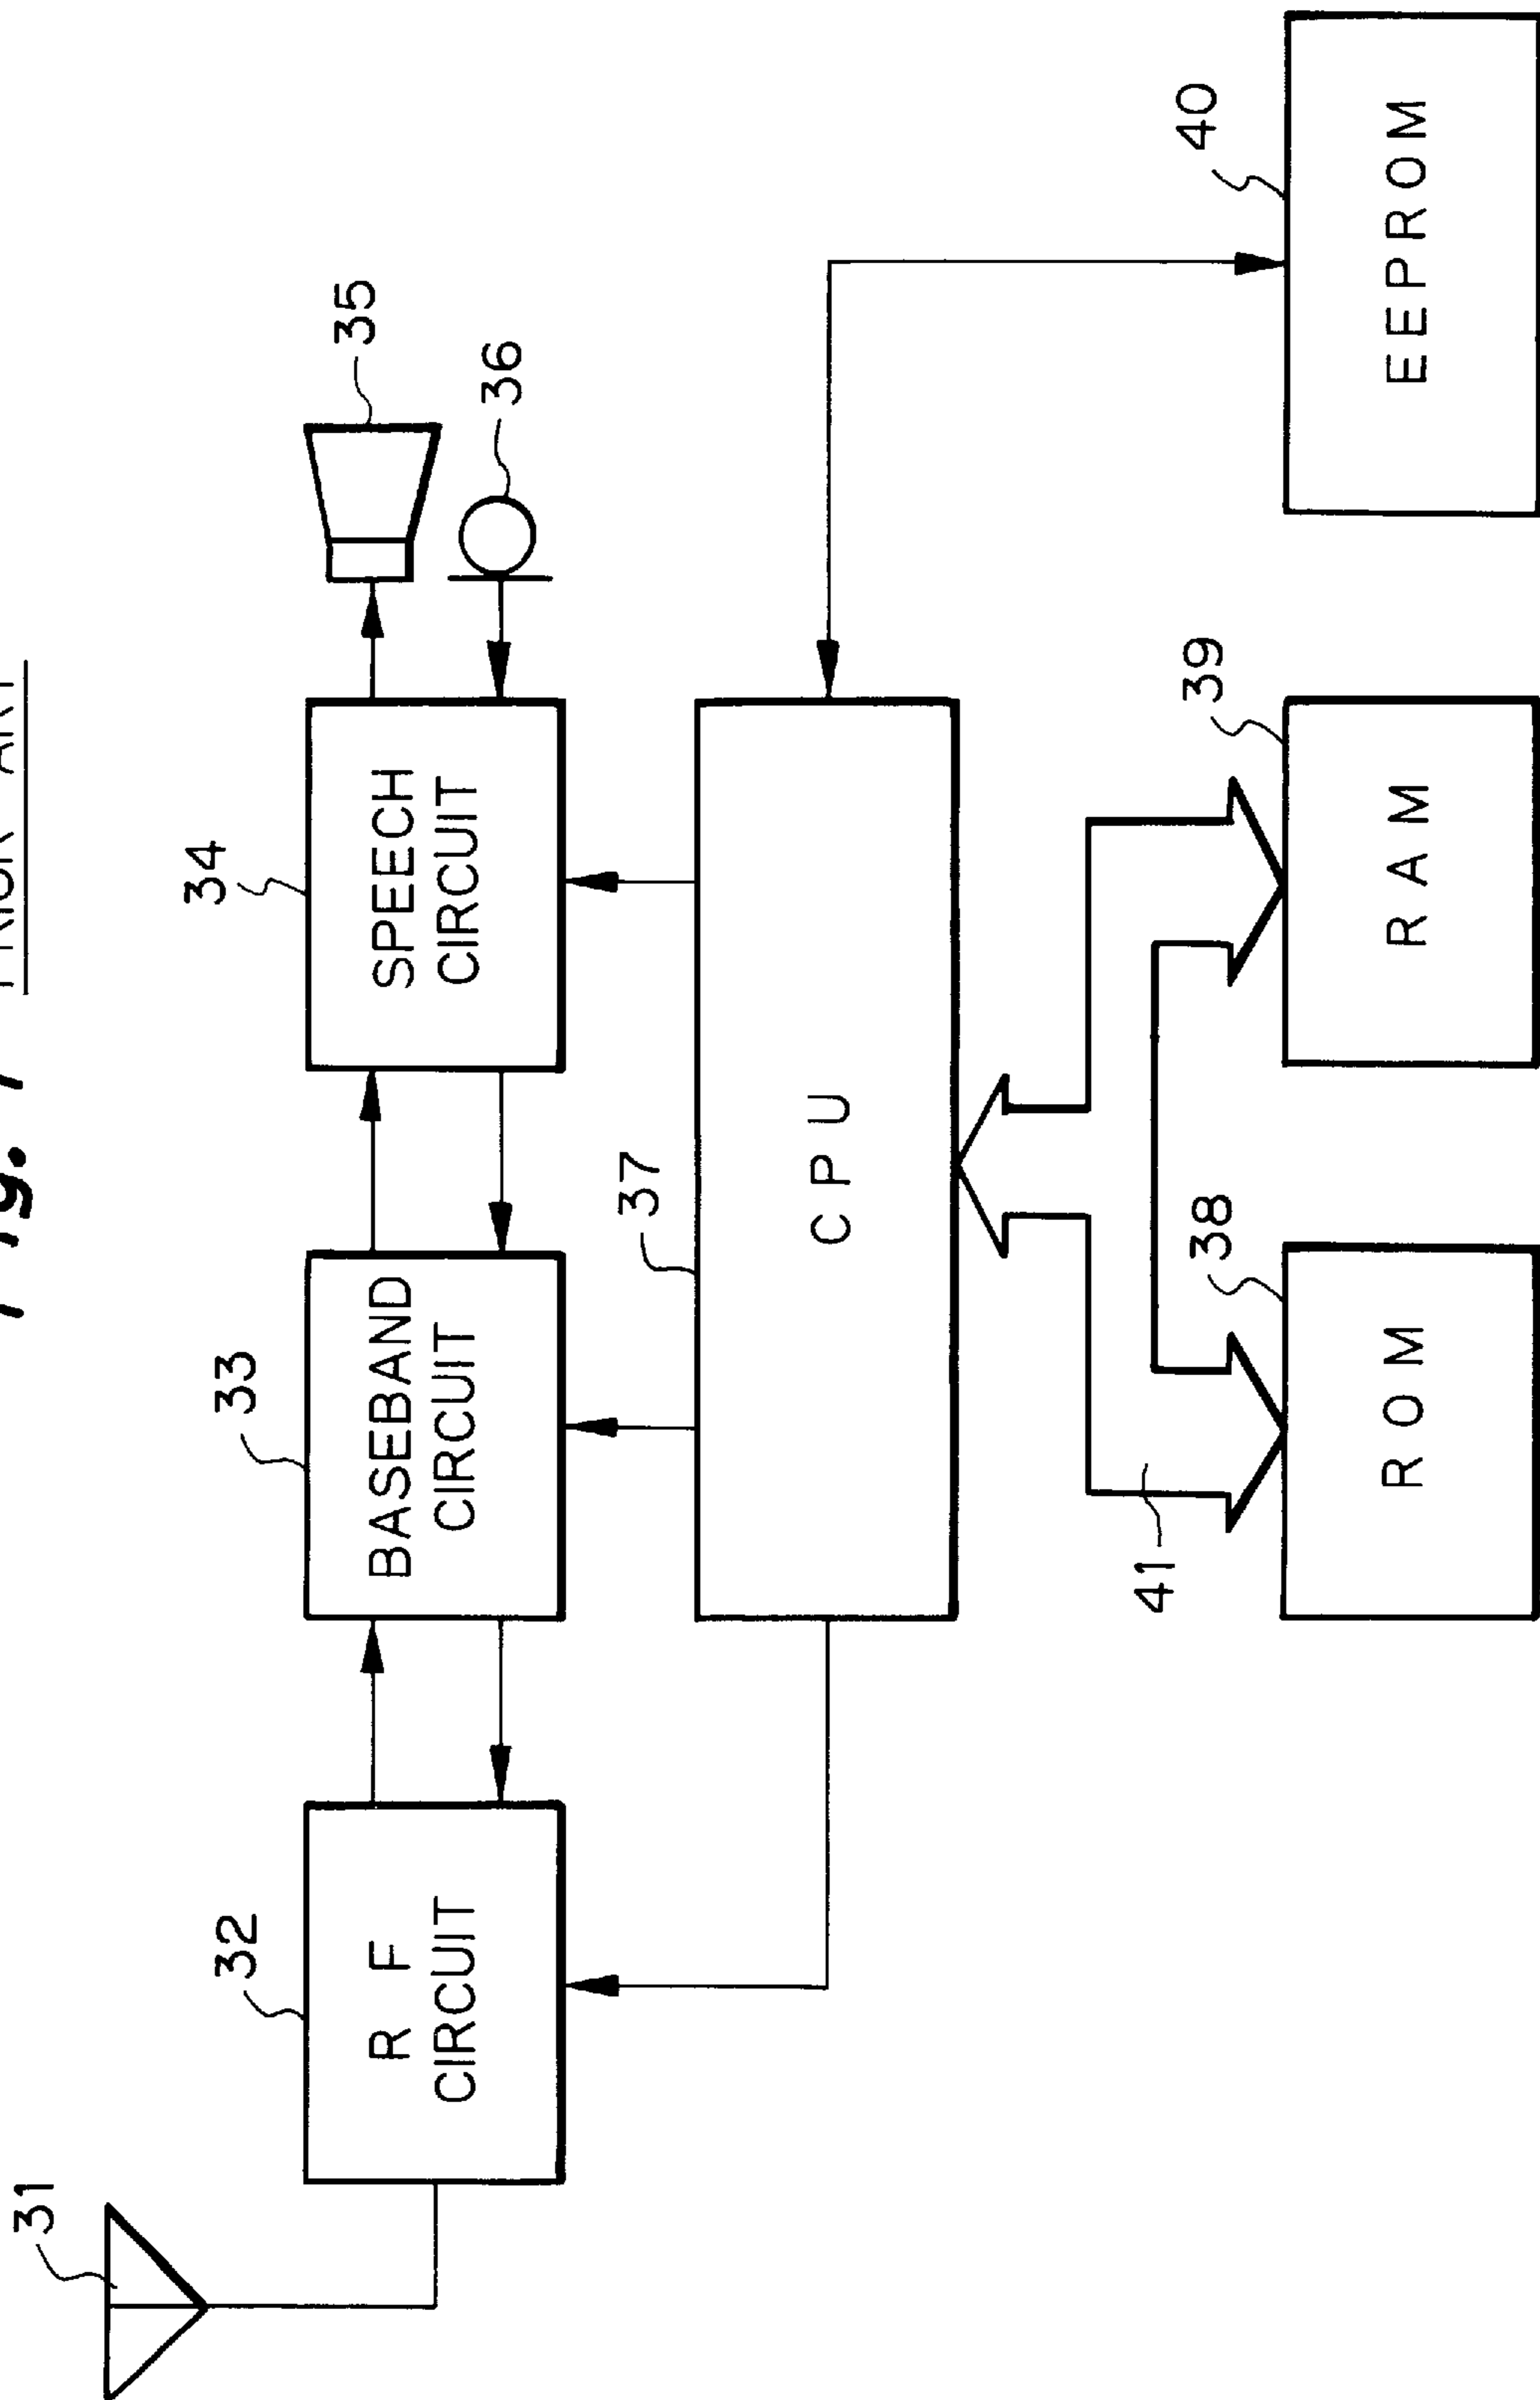 Fig. 7 PRIOR ART
31
32
R F
CIRCUIT
33
BASEBAND
CIRCUIT
34
SPEECH
CIRCUIT
35
36
37
C P U
41
38
R O M
39
R A M
40
E E P R O M